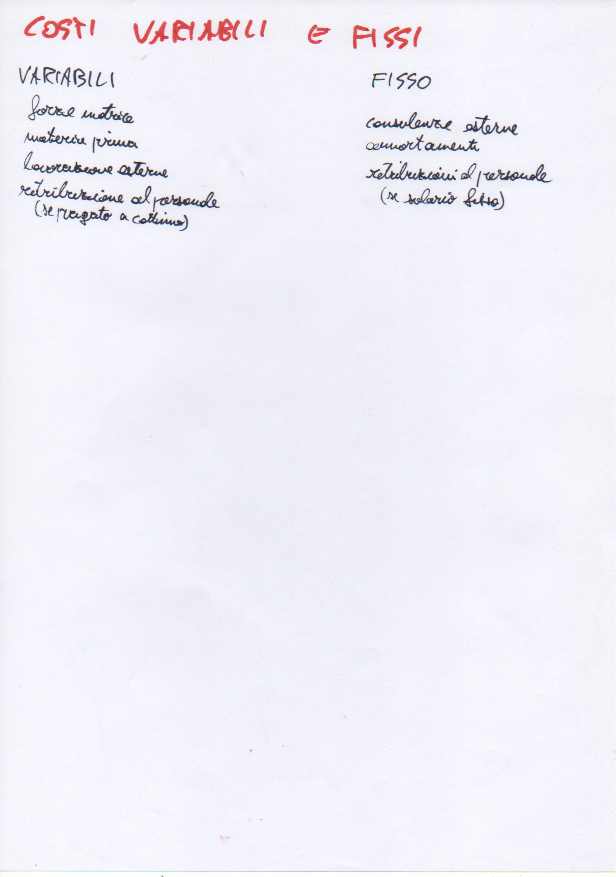 COSTI VARIABILI E FISSI
VARIABILI
forza motrice
materia prima
lavorazione esterne
retribuzione al personale
(se pagato a cottimo)
FISSO
consulenze esterne
ammortamenti
retribuzioni al personale
(se salario fisso)